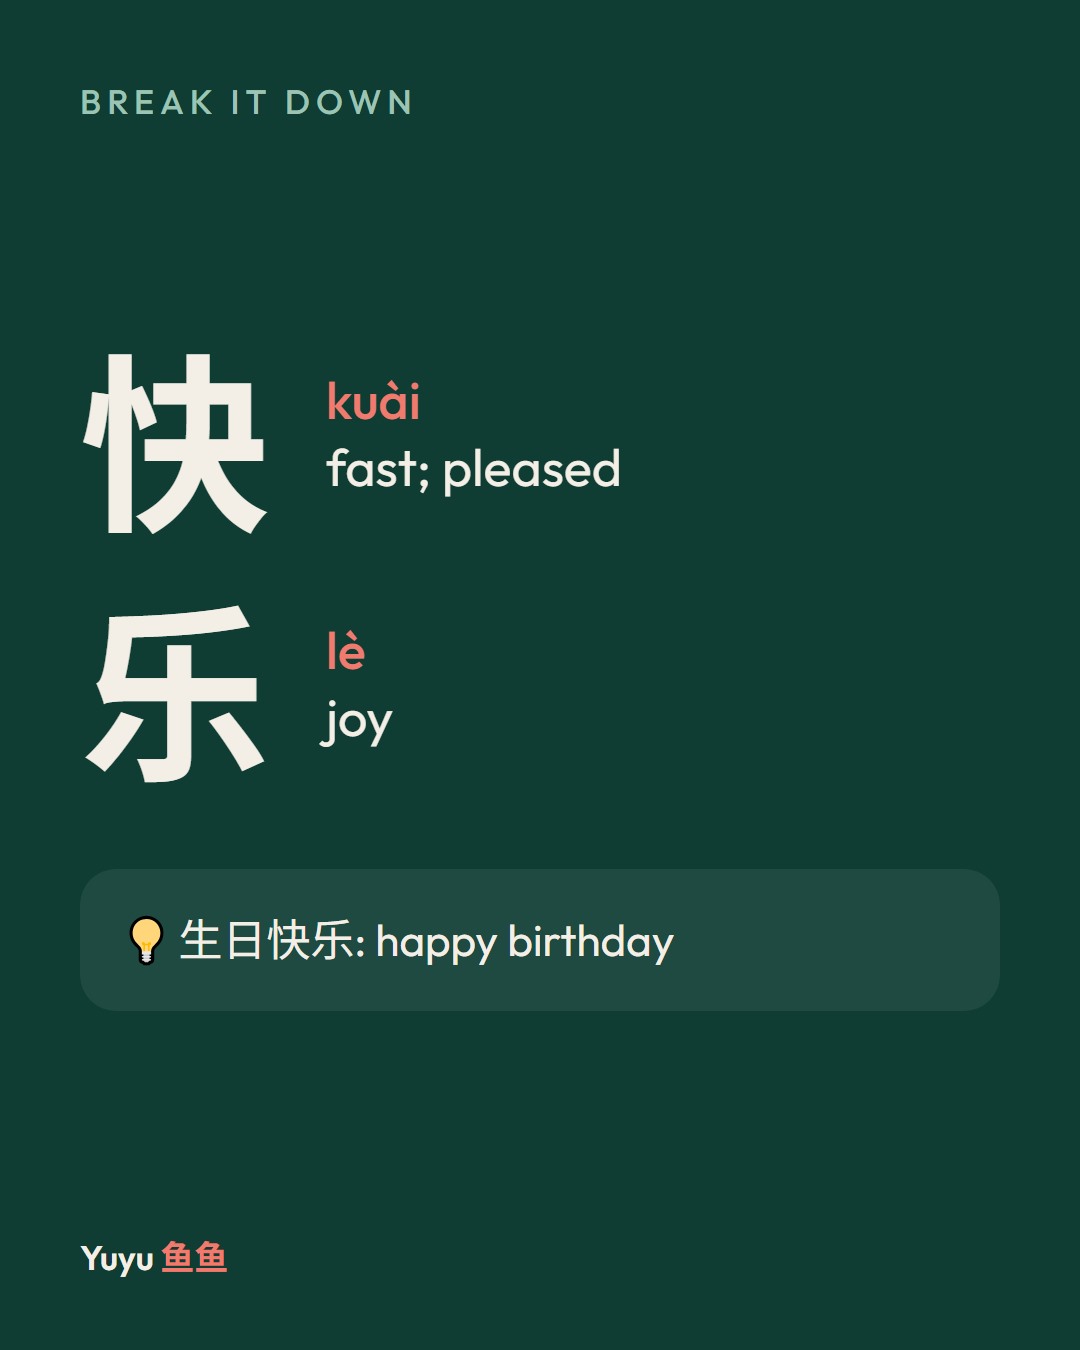 BREAK IT DOWN
快
kuài
fast; pleased
乐
lè
joy
生日快乐: happy birthday
Yuyu 鱼鱼